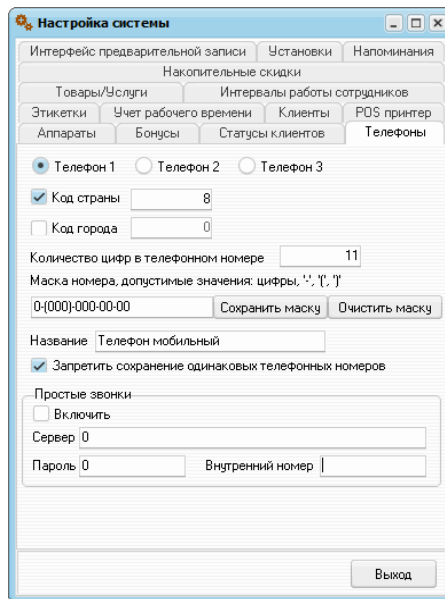 Настройка системы
Интерфейс предварительной записи Установки Напоминания
Накопительные скидки
Товары/Услуги Интервалы работы сотрудников
Этикетки Учет рабочего времени Клиенты POS принтер
Аппараты Бонусы Статусы клиентов Телефоны
Телефон 1 Телефон 2 Телефон 3
Код страны 8
Код города 0
Количество цифр в телефонном номере 11
Маска номера, допустимые значения: цифры, '-', '(', ')'
0-(000)-000-00-00 Сохранить маску Очистить маску
Название Телефон мобильный
Запретить сохранение одинаковых телефонных номеров
Простые звонки
Включить
Сервер 0
Пароль 0 Внутренний номер
Выход